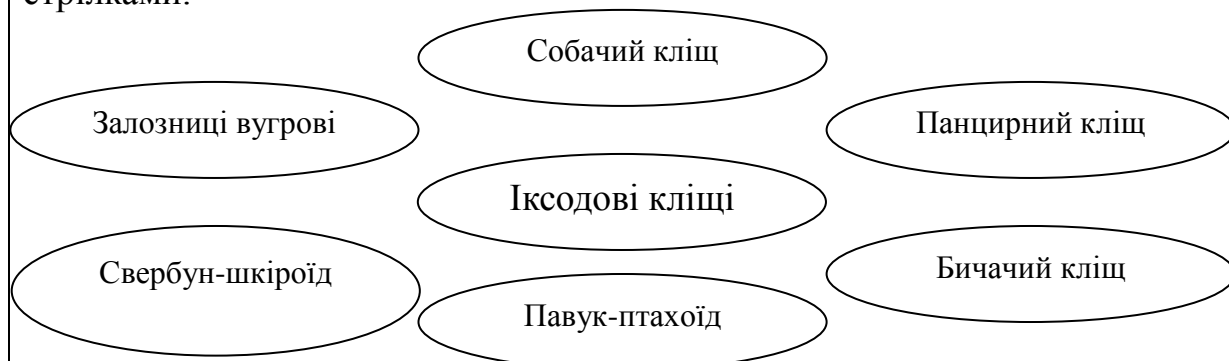 стрілками:
Собачий кліщ
Залозниці вугрові
Панцирний кліщ
Іксодові кліщі
Свербун-шкіроїд
Бичачий кліщ
Павук-птахоїд